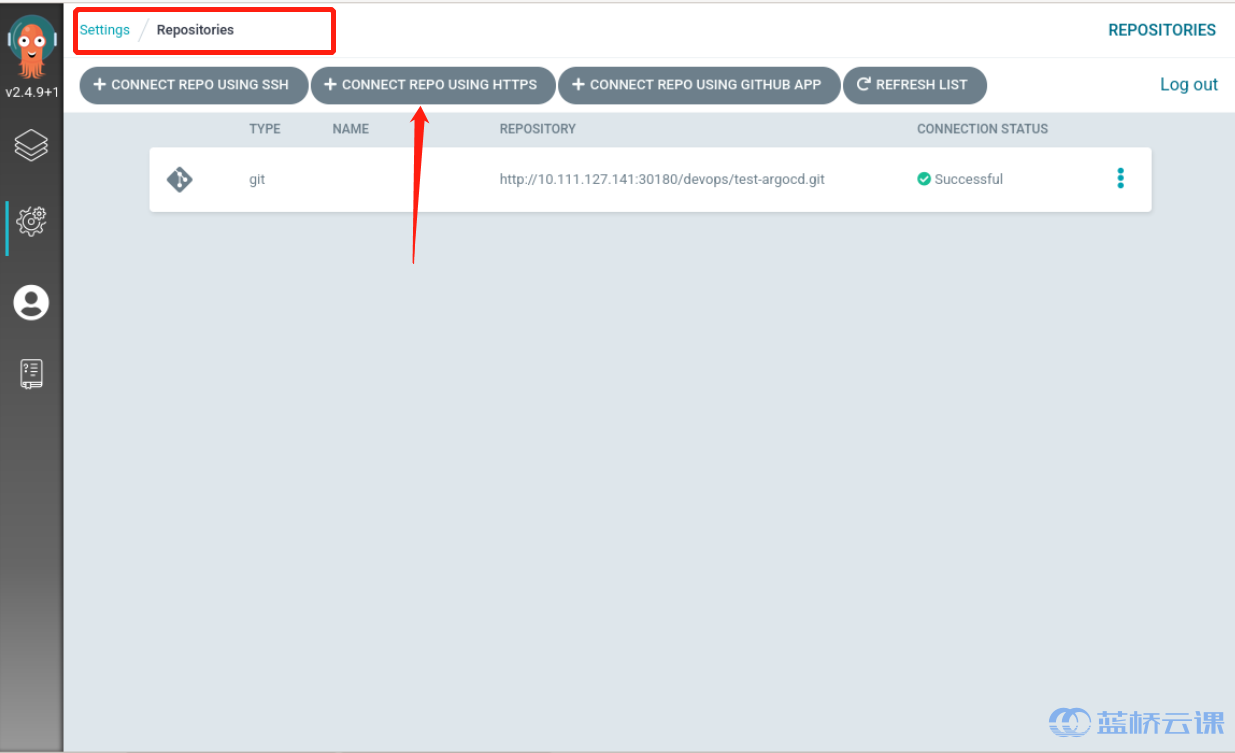 Settings / Repositories
REPOSITORIES
v2.4.9+1
+ CONNECT REPO USING SSH
+ CONNECT REPO USING HTTPS
+ CONNECT REPO USING GITHUB APP
REFRESH LIST
Log out
TYPE NAME REPOSITORY CONNECTION STATUS
git http://10.111.127.141:30180/devops/test-argocd.git Successful
蓝桥云课